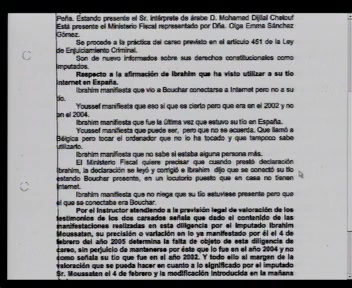 Peña. Estando presente el Sr. intérprete de árabe D. Mohamad Dijlal Chelouf
Está presente el Ministerio Fiscal representado por Dña. Olga Emma Sánchez
Gómez.
Se procede a la práctica del careo previsto en el artículo 451 de la Ley
de Enjuiciamiento Criminal.
Son de nuevo informados sobre sus derechos constitucionales como
imputados.
Respecto a la afirmación de Ibrahim que ha visto utilizar a su tío
internet en España.
Ibrahim manifiesta que vio a Bouchar conectarse a Internet pero no a su
tío.
Youssef manifiesta que eso si que es cierto pero que era en el 2002 y no
en el 2004.
Ibrahim manifiesta que fue la última vez que estuvo su tío en España.
Youssef manifiesta que puede ser, pero que no se acuerda. Que llamó a
Bélgica pero tocar el ordenador que no lo ha tocado y que tampoco sabe
utilizarlo.
Ibrahim manifiesta que no sabe si estaba alguna persona más.
El Ministerio Fiscal quiere precisar que cuando prestó declaración
Ibrahim, la declaración se leyó y corrigió e Ibrahim dijo que se conectó su tío
estando Bouchar presente, en un locutorio puesto que en casa no tienen
Internet.
Ibrahim manifiesta que no niega que su tío estuviese presente pero que
el que se conectaba era Bouchar.
Por el Instructor atendiendo a la previsión legal de valoración de los
testimonios de los dos careados señala que dado el contenido de las
manifestaciones realizadas en esta diligencia por el imputado Ibrahim
Moussatan, su precisión o variación en lo ya manifestado por él el 4 de
febrero del año 2005 determina la falta de objeto de esta diligencia de
careo, sin perjuicio de mantenerse por éste que lo fue en el año 2004 y no
como señala su tío que fue en el año 2002. Y todo ello al margen de la
valoración que se pueda hacer en cuanto a lo significado por el imputado
Sr. Moussatan el 4 de febrero y la modificación introducida en la mañana